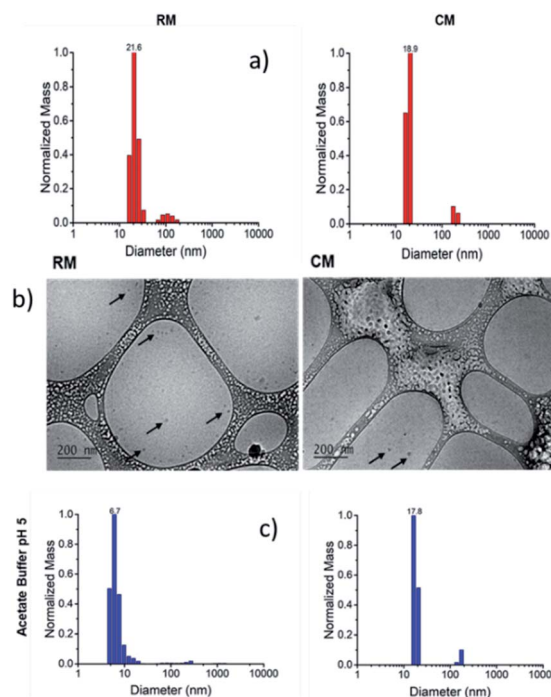 RM CM
a)
21.6
Normalized Mass
1.0
0.8
0.6
0.4
0.2
0.0
1 10 100 1000 10000
Diameter (nm)
18.9
Normalized Mass
1.0
0.8
0.6
0.4
0.2
0.0
1 10 100 1000 10000
Diameter (nm)
b)
RM CM
200 nm
200 nm
c)
Acetate Buffer pH 5
6.7
Normalized Mass
1.0
0.8
0.6
0.4
0.2
0.0
1 10 100 1000 10000
Diameter (nm)
17.8
Normalized Mass
1.0
0.8
0.6
0.4
0.2
0.0
1 10 100 1000 10000
Diameter (nm)